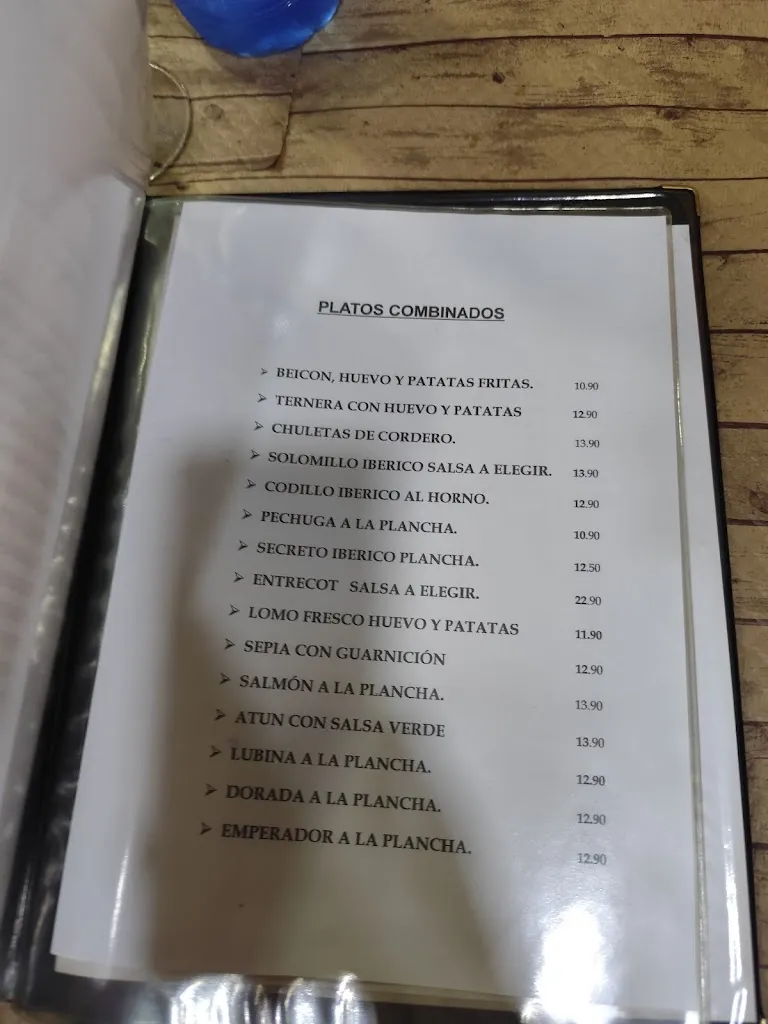 PLATOS COMBINADOS
➢ BEICON, HUEVO Y PATATAS FRITAS. 10.90
➢ TERNERA CON HUEVO Y PATATAS 12.90
➢ CHULETAS DE CORDERO. 13.90
➢ SOLOMILLO IBERICO SALSA A ELEGIR. 13.90
➢ CODILLO IBERICO AL HORNO. 12.90
➢ PECHUGA A LA PLANCHA. 10.90
➢ SECRETO IBERICO PLANCHA. 12.50
➢ ENTRECOT SALSA A ELEGIR. 22.90
➢ LOMO FRESCO HUEVO Y PATATAS 11.90
➢ SEPIA CON GUARNICIÓN 12.90
➢ SALMÓN A LA PLANCHA. 13.90
➢ ATUN CON SALSA VERDE 13.90
➢ LUBINA A LA PLANCHA. 12.90
➢ DORADA A LA PLANCHA. 12.90
➢ EMPERADOR A LA PLANCHA. 12.90